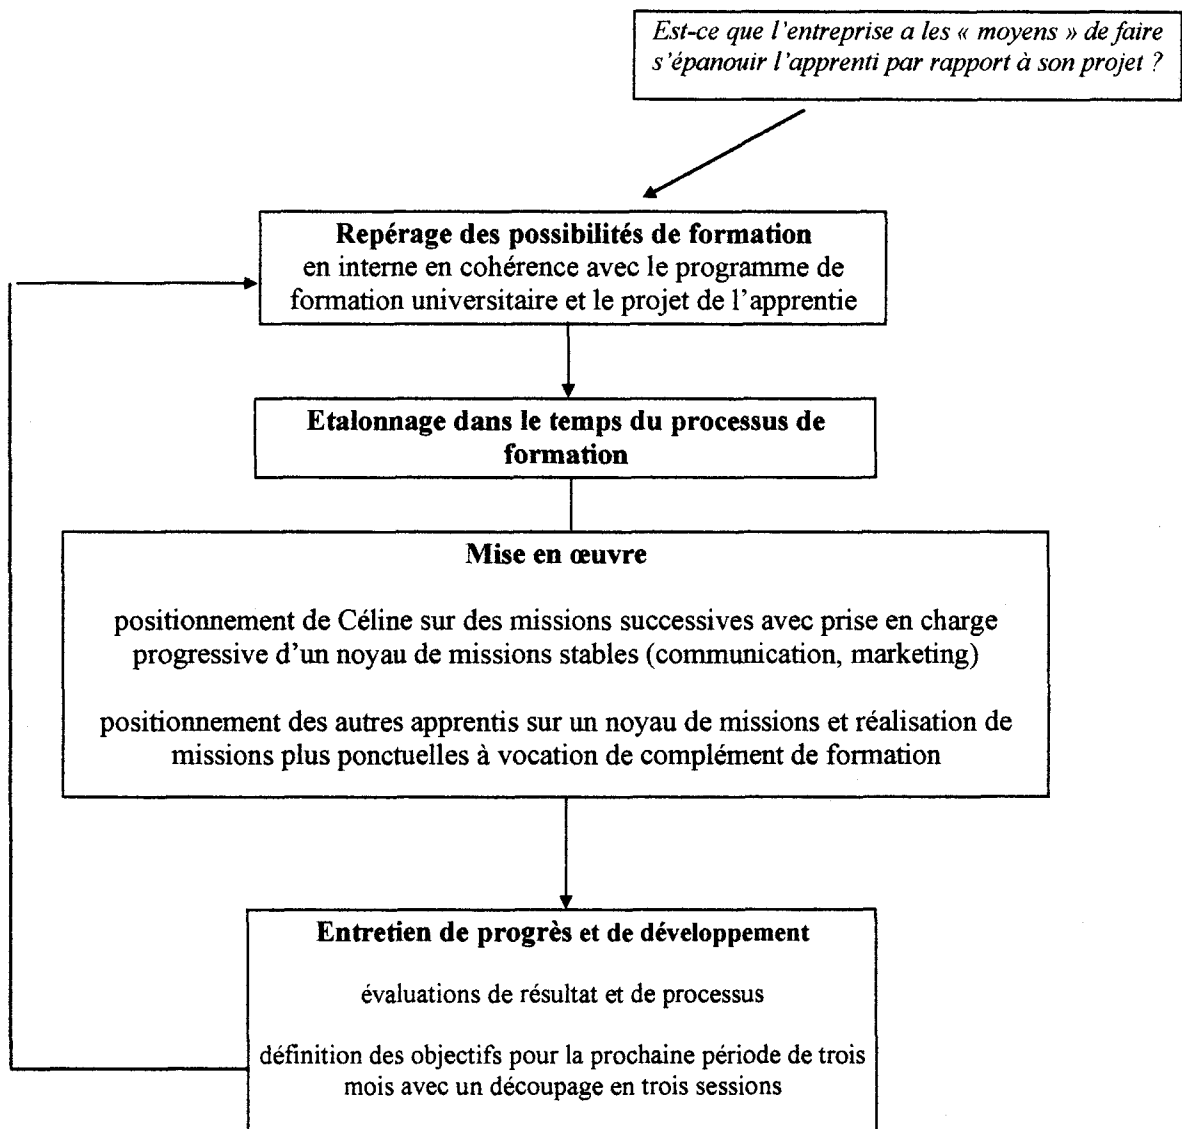 Est-ce que l'entreprise a les « moyens » de faire
s'épanouir l'apprenti par rapport à son projet ?
Repérage des possibilités de formation
en interne en cohérence avec le programme de
formation universitaire et le projet de l'apprentie
Etalonnage dans le temps du processus de
formation
Mise en œuvre
positionnement de Céline sur des missions successives avec prise en charge
progressive d'un noyau de missions stables (communication, marketing)
positionnement des autres apprentis sur un noyau de missions et réalisation de
missions plus ponctuelles à vocation de complément de formation
Entretien de progrès et de développement
évaluations de résultat et de processus
définition des objectifs pour la prochaine période de trois
mois avec un découpage en trois sessions